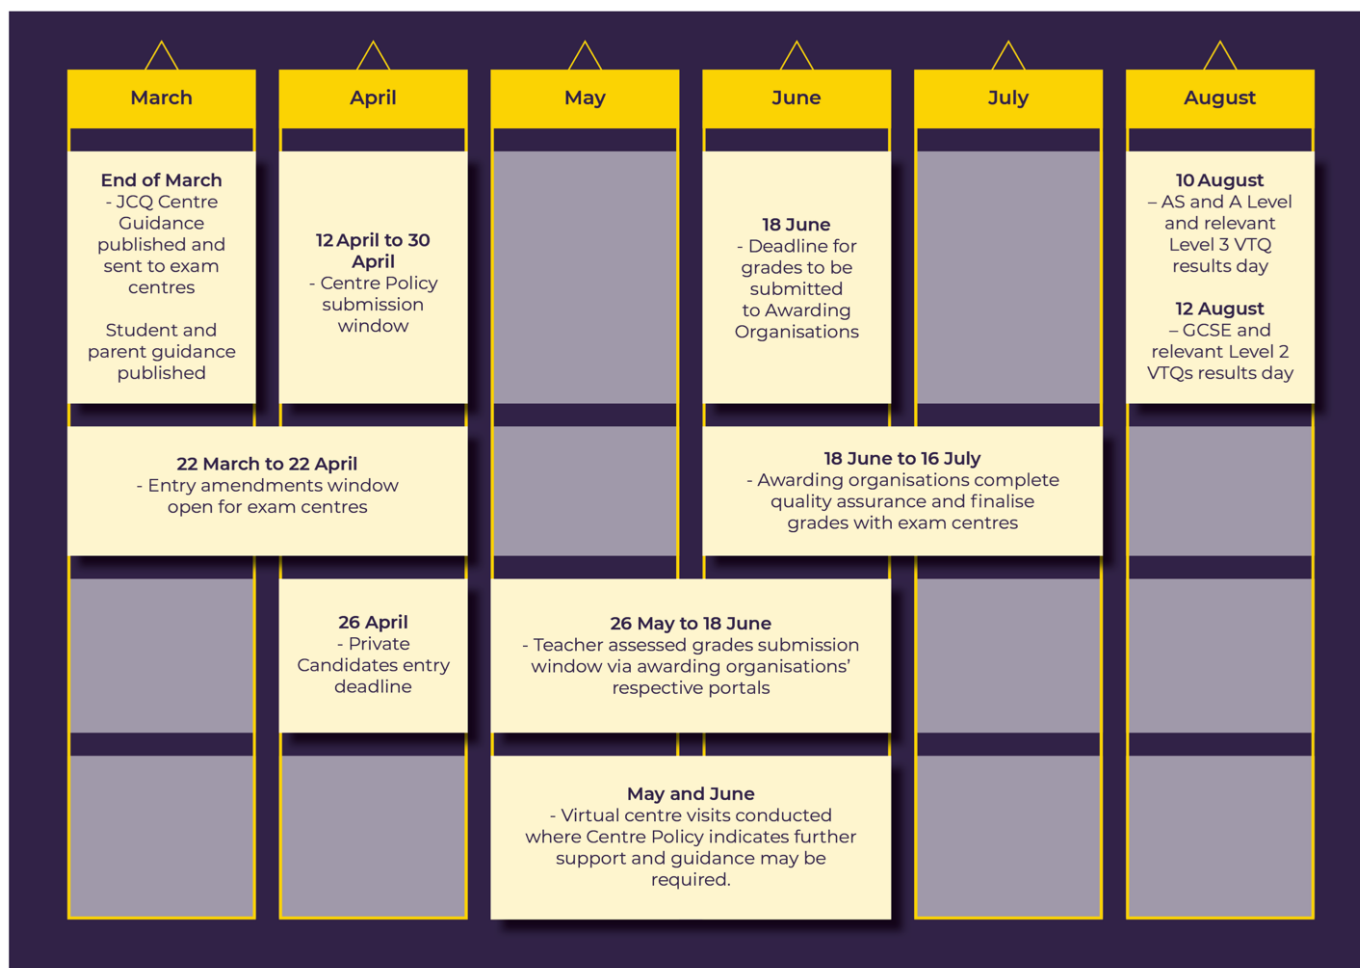 March
April
May
June
July
August
End of March
- JCQ Centre
Guidance
published and
sent to exam
centres
Student and
parent guidance
published
12 April to 30
April
- Centre Policy
submission
window
18 June
- Deadline for
grades to be
submitted
to Awarding
Organisations
10 August
– AS and A Level
and relevant
Level 3 VTQ
results day
12 August
– GCSE and
relevant Level 2
VTQs results day
22 March to 22 April
- Entry amendments window
open for exam centres
18 June to 16 July
- Awarding organisations complete
quality assurance and finalise
grades with exam centres
26 April
- Private
Candidates entry
deadline
26 May to 18 June
- Teacher assessed grades submission
window via awarding organisations’
respective portals
May and June
- Virtual centre visits conducted
where Centre Policy indicates further
support and guidance may be
required.